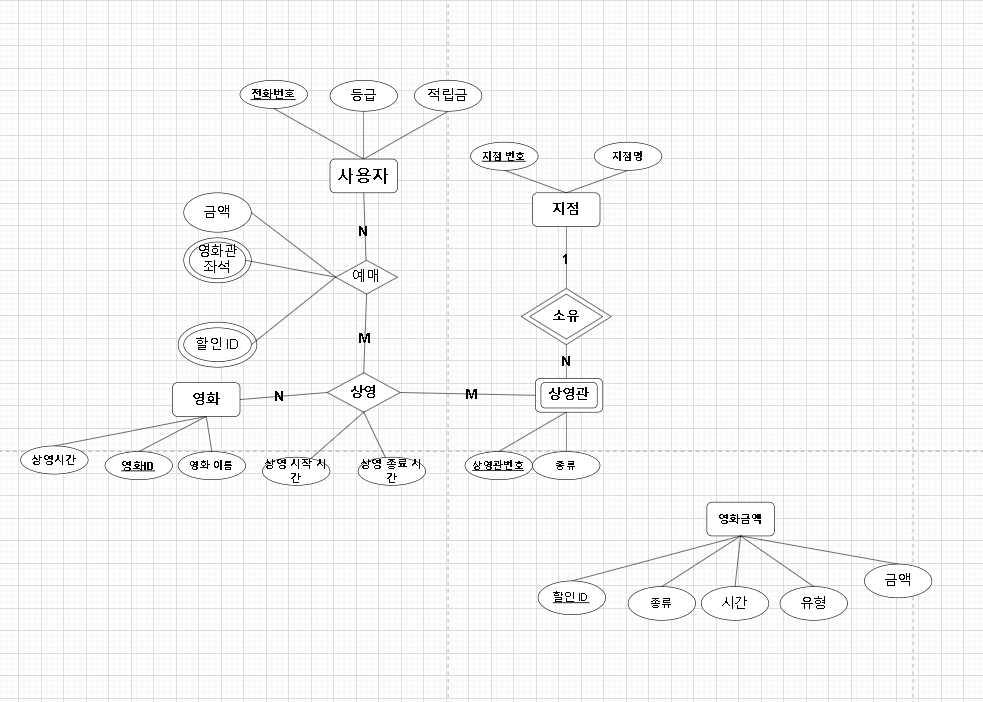 전화번호
등급
적립금
사용자
지점 번호
지점명
지점
금액
N
영화관
좌석
예매
1
소유
할인 ID
M
N
영화
N
상영
M
상영관
상영시간
영화ID
영화 이름
상영 시작 시
간
상영 종료 시
간
상영관번호
종류
영화금액
할인 ID
종류
시간
유형
금액